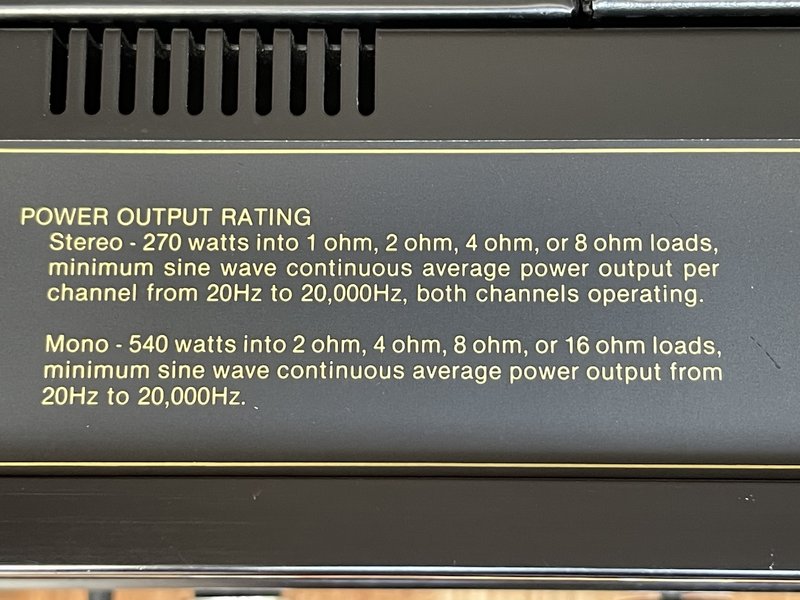 POWER OUTPUT RATING
Stereo - 270 watts into 1 ohm, 2 ohm, 4 ohm, or 8 ohm loads,
minimum sine wave continuous average power output per
channel from 20Hz to 20,000Hz, both channels operating.
Mono - 540 watts into 2 ohm, 4 ohm, 8 ohm, or 16 ohm loads,
minimum sine wave continuous average power output from
20Hz to 20,000Hz.